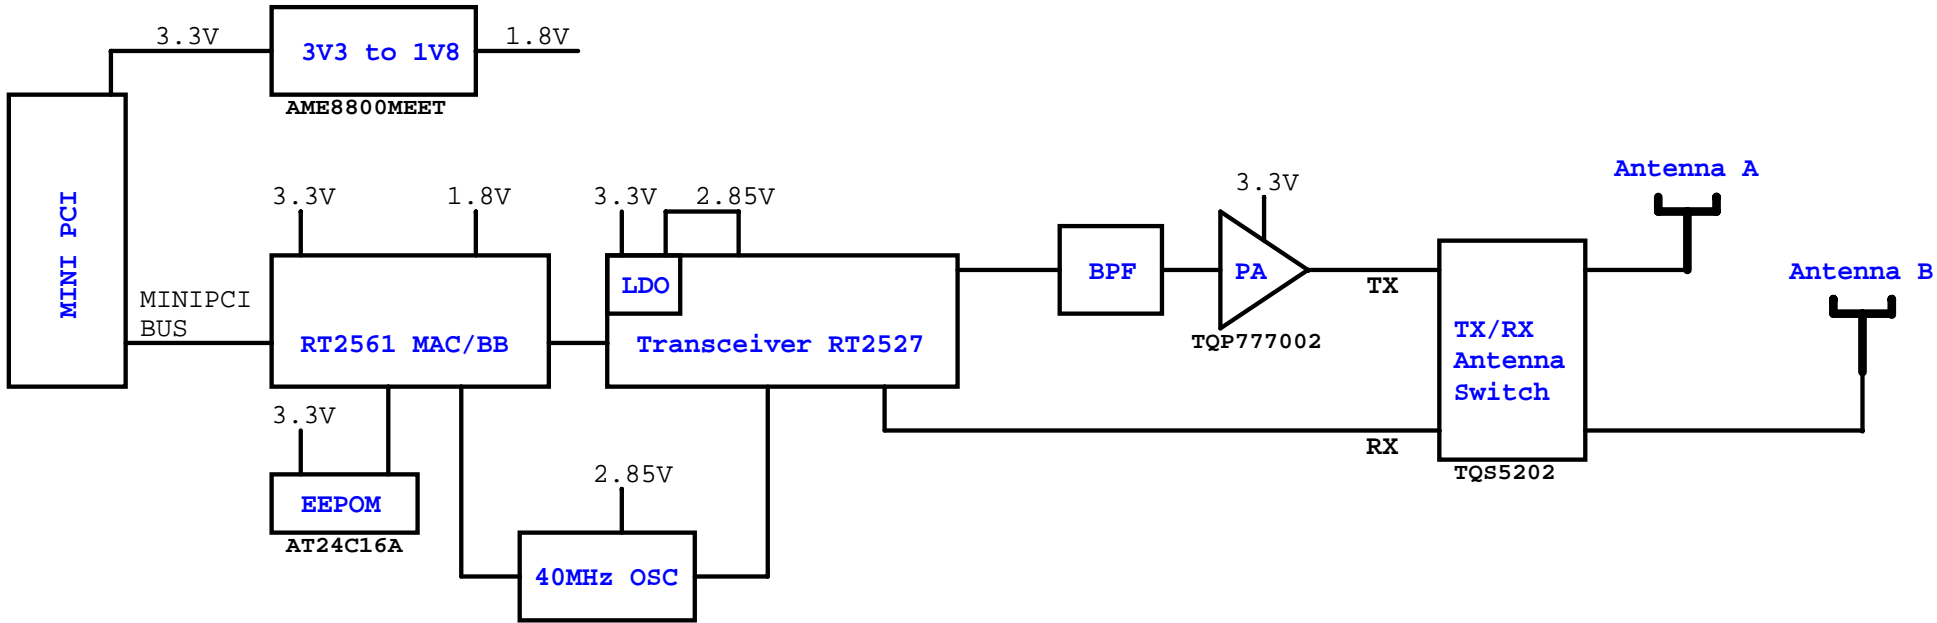 3.3V
3V3 to 1V8
1.8V
AME8800MEET
MINI PCI
MINIPCI
BUS
3.3V
1.8V
RT2561 MAC/BB
3.3V
2.85V
LDO
Transceiver RT2527
BPF
3.3V
PA
TQP777002
TX
RX
TX/RX
Antenna
Switch
TQS5202
Antenna A
Antenna B
3.3V
EEPOM
AT24C16A
2.85V
40MHz OSC